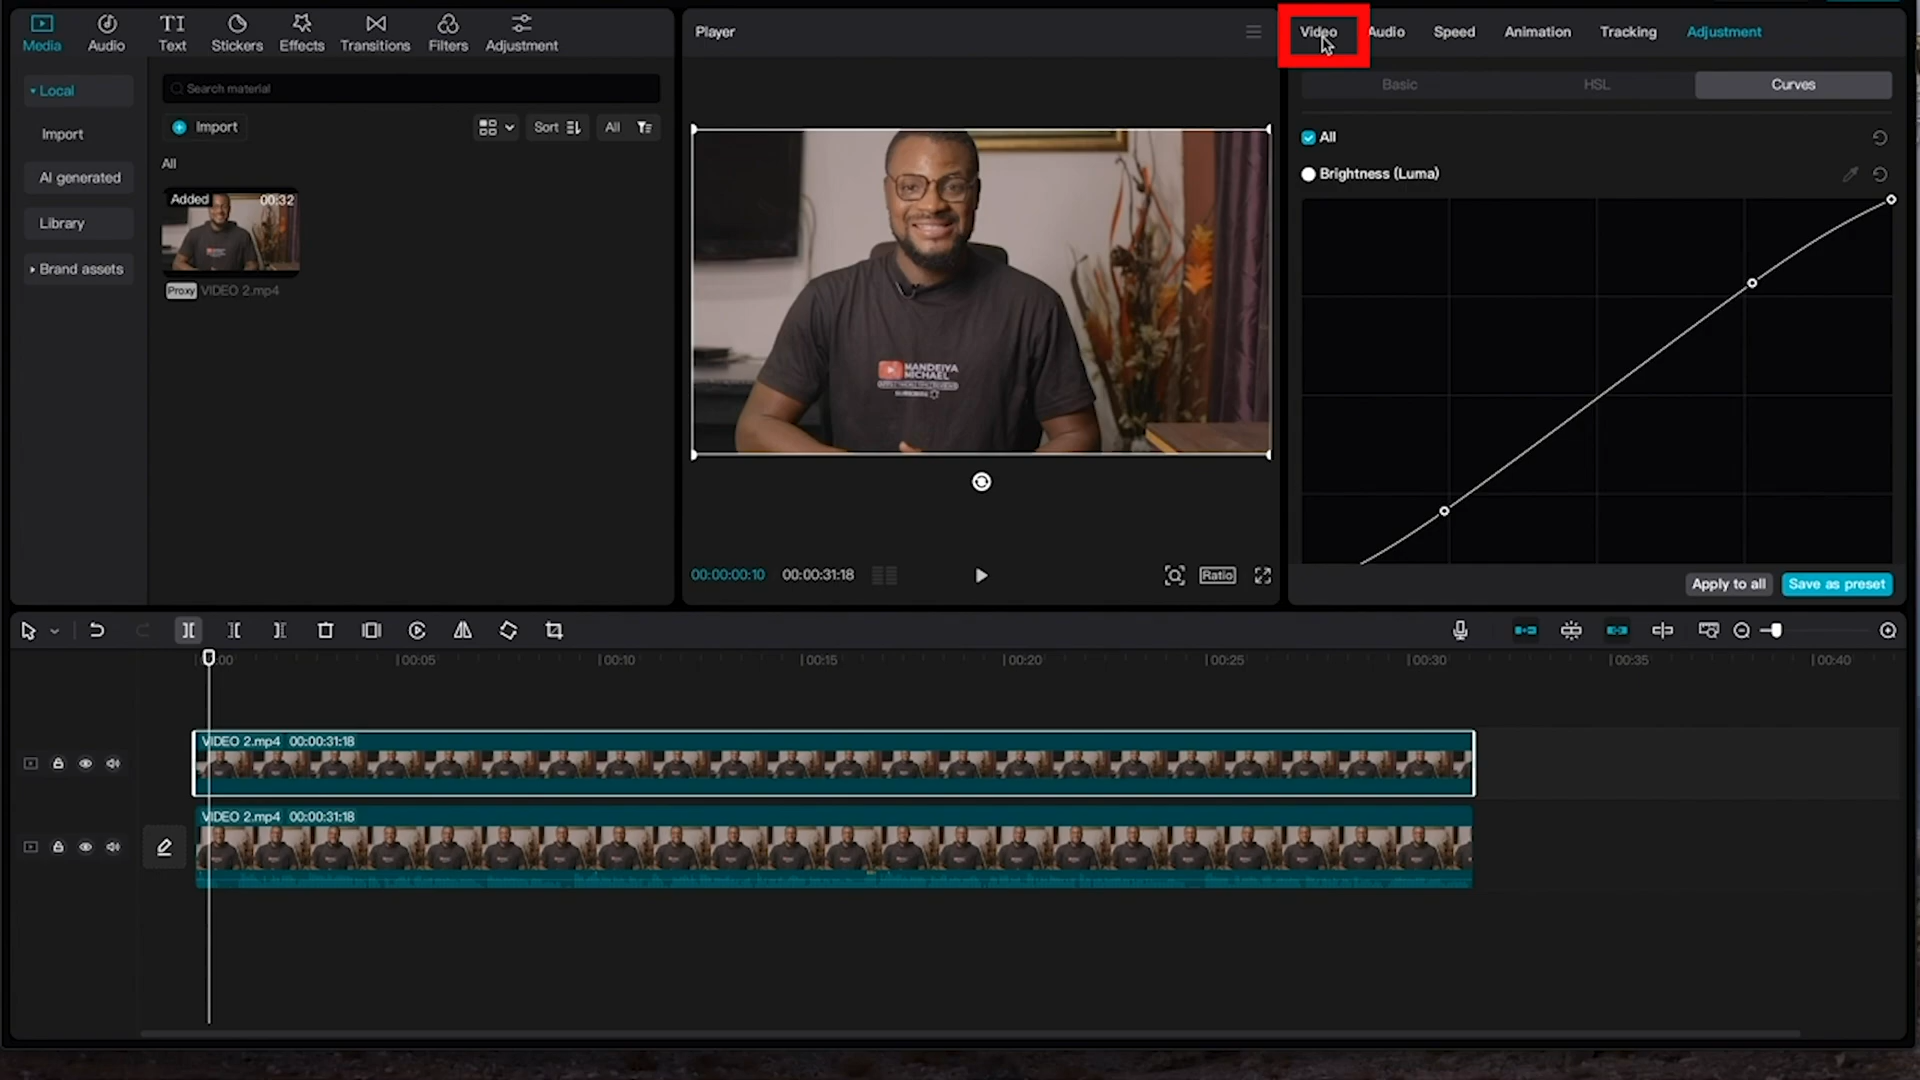 Media
Audio
Text
Stickers
Effects
Transitions
Filters
Adjustment
Local
Import
AI generated
Library
Brand assets
Search material
Import
Sort
All
All
Added 00:32
Proxy VIDEO 2.mp4
Player
MANDEIYA
MICHAEL
00:00:00:10 00:00:31:18
Ratio
Video
Audio
Speed
Animation
Tracking
Adjustment
Basic
HSL
Curves
All
Brightness (Luma)
Apply to all
Save as preset
00:00
00:05
00:10
00:15
00:20
00:25
00:30
00:35
00:40
VIDEO 2.mp4 00:00:31:18
VIDEO 2.mp4 00:00:31:18